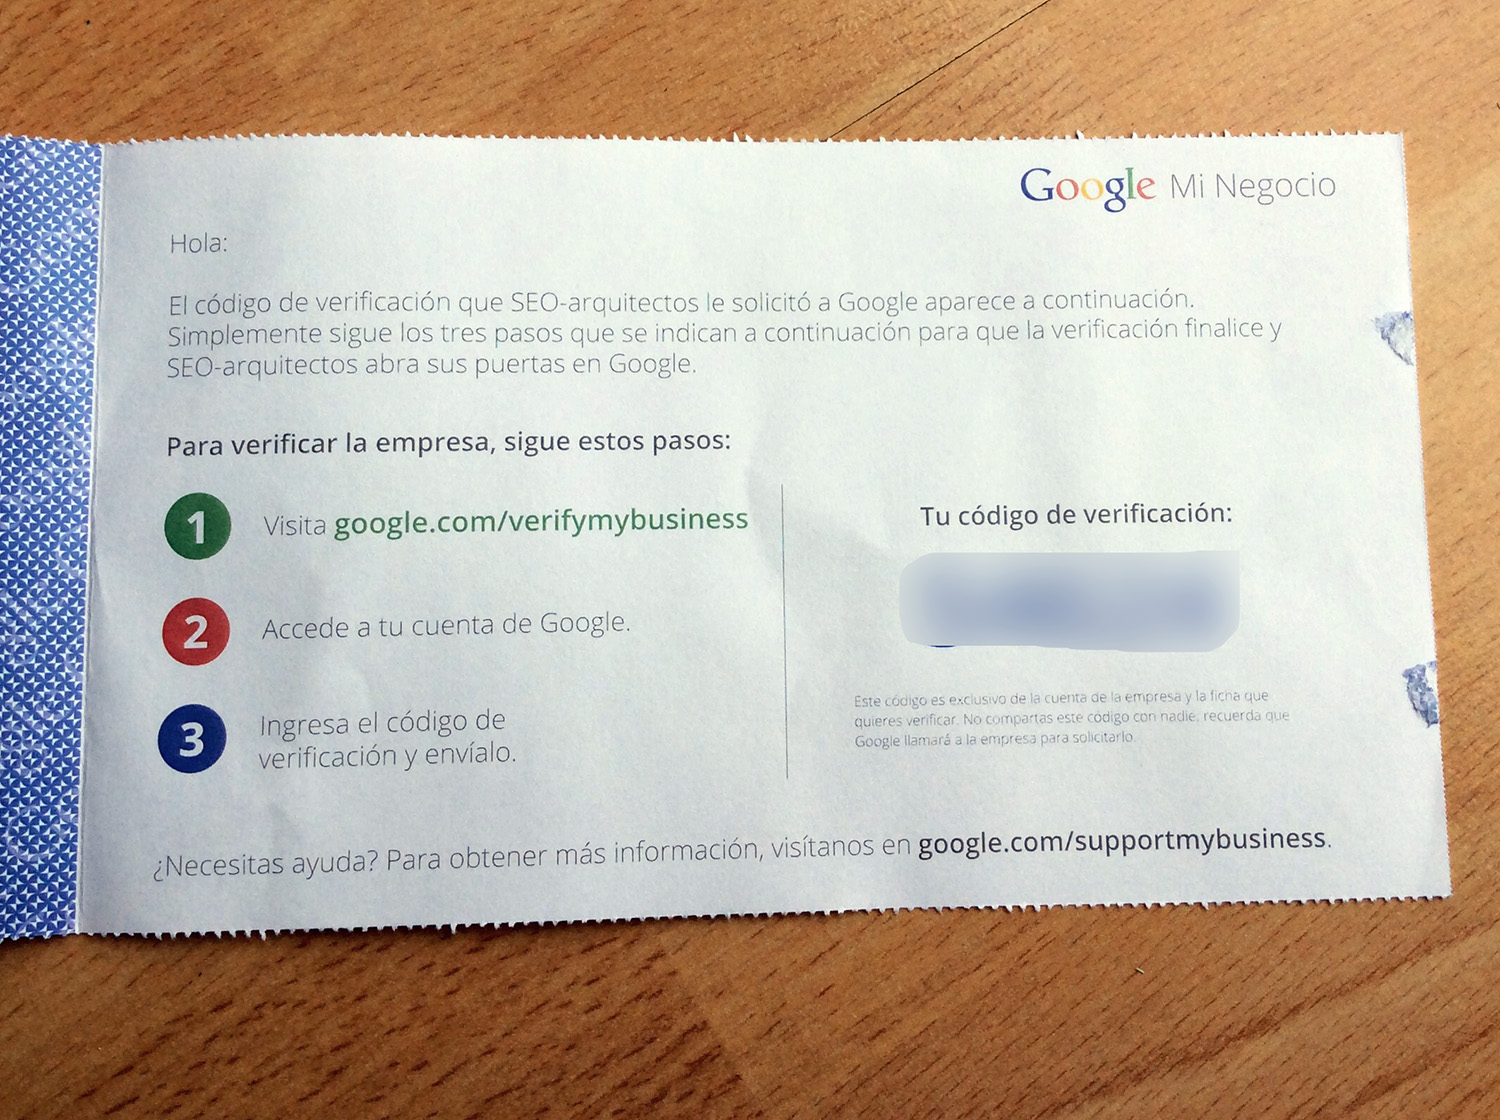 Google Mi Negocio
Hola:
El código de verificación que SEO-arquitectos le solicitó a Google aparece a continuación.
Simplemente sigue los tres pasos que se indican a continuación para que la verificación finalice y
SEO-arquitectos abra sus puertas en Google.
Para verificar la empresa, sigue estos pasos:
1 Visita google.com/verifymybusiness
2 Accede a tu cuenta de Google.
3 Ingresa el código de
verificación y envíalo.
Tu código de verificación:
Este código es exclusivo de la cuenta de la empresa y la ficha que
quieres verificar. No compartas este código con nadie, recuerda que
Google llamará a la empresa para solicitarlo.
¿Necesitas ayuda? Para obtener más información, visítanos en google.com/supportmybusiness.